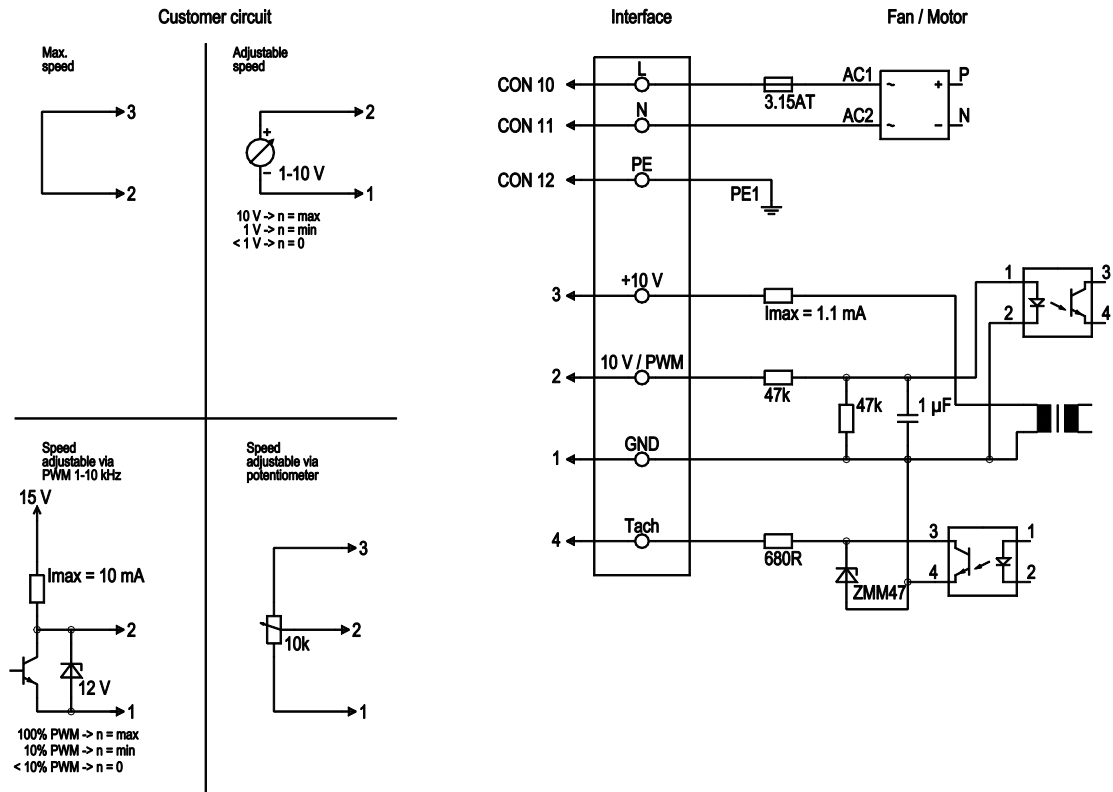 Customer circuit
Interface
Fan / Motor
Max.
speed
3
2
Adjustable
speed
2
+
–
1-10 V
1
10 V -> n = max
1 V -> n = min
< 1 V -> n = 0
Speed
adjustable via
PWM 1-10 kHz
15 V
Imax = 10 mA
2
12 V
1
100% PWM -> n = max
10% PWM -> n = min
< 10% PWM -> n = 0
Speed
adjustable via
potentiometer
3
2
10k
1
CON 10
L
3.15AT
AC1
~
+
P
CON 11
N
AC2
~
–
N
CON 12
PE
PE1
3
+10 V
Imax = 1.1 mA
1
2
3
4
2
10 V / PWM
47k
47k
1 µF
1
GND
4
Tach
680R
ZMM47
3
4
1
2